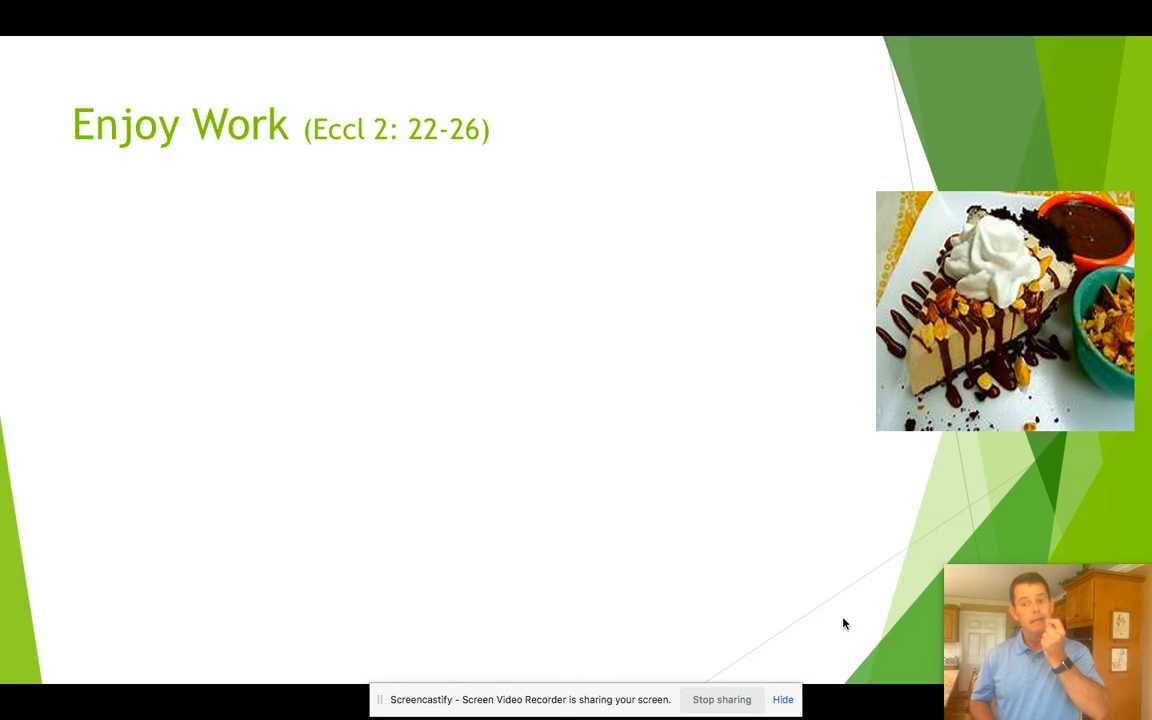 Enjoy Work (Eccl 2: 22-26)
Screencastify - Screen Video Recorder is sharing your screen. Stop sharing Hide